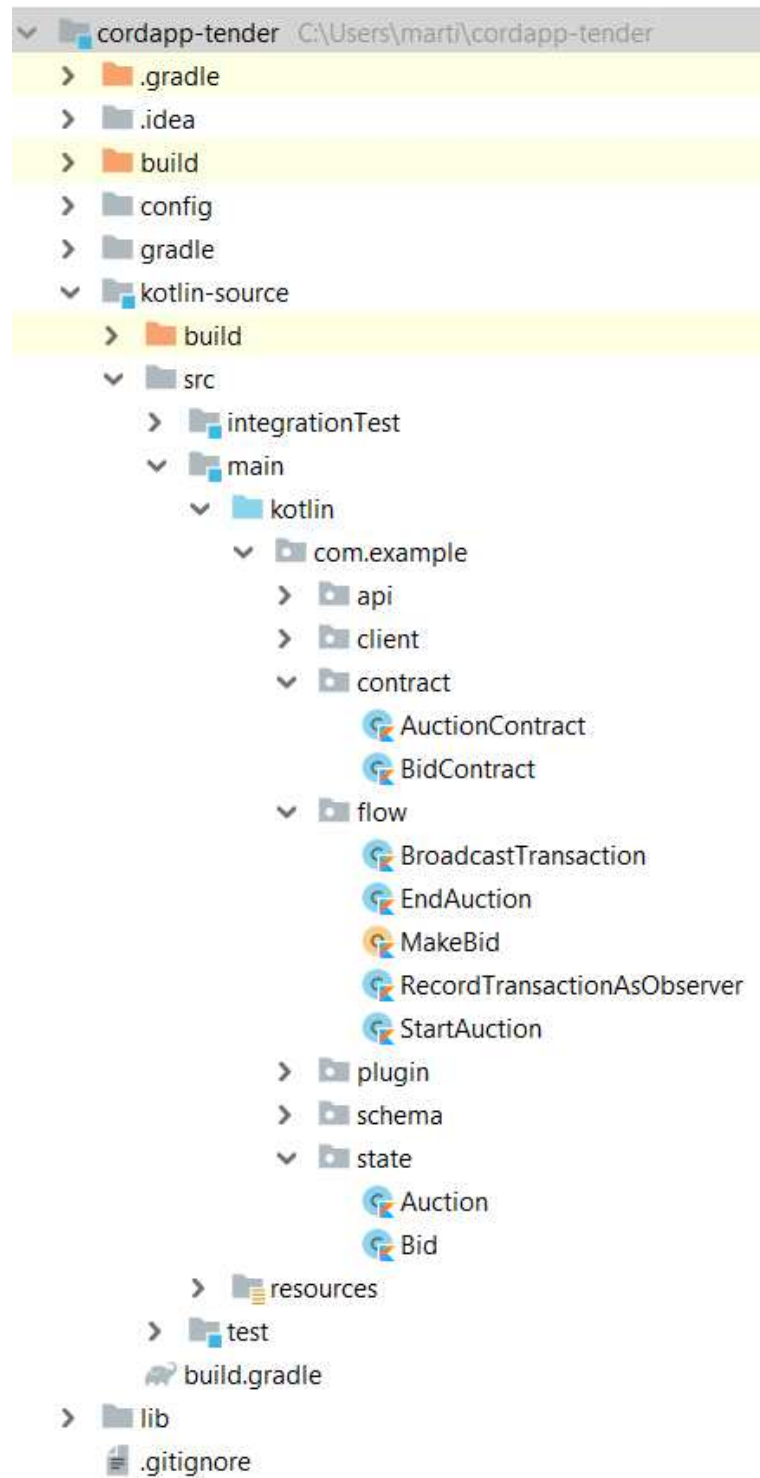 cordapp-tender C:\Users\marti\cordapp-tender
.gradle
.idea
build
config
gradle
kotlin-source
build
src
integrationTest
main
kotlin
com.example
api
client
contract
AuctionContract
BidContract
flow
BroadcastTransaction
EndAuction
MakeBid
RecordTransactionAsObserver
StartAuction
plugin
schema
state
Auction
Bid
resources
test
build.gradle
lib
.gitignore